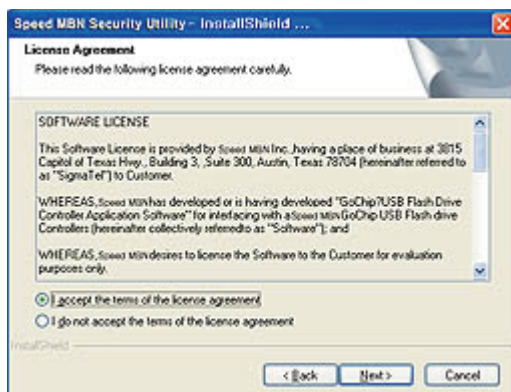 Speed MBN Security Utility - InstallShield ...
License Agreement
Please read the following license agreement carefully.
SOFTWARE LICENSE
This Software License is provided by Speed MBN Inc.,having a place of business at 3815
Capitol of Texas Hwy., Building 3, ,Suite 300, Austin, Texas 78704 (hereinafter referred to
as "SigmaTel") to Customer.
WHEREAS,Speed MBN has developed or is having developed "GoChip?USB Flash Drive
Controller Application Software" for interfacing with a Speed MBN GoChip USB Flash drive
Controllers (hereinafter collectively referredto as "Software"); and
WHEREAS,Speed MBN desires to license the Software to the Customer for evaluation
purposes only.
I accept the terms of the license agreement
I do not accept the terms of the license agreement
InstallShield
< Back
Next >
Cancel